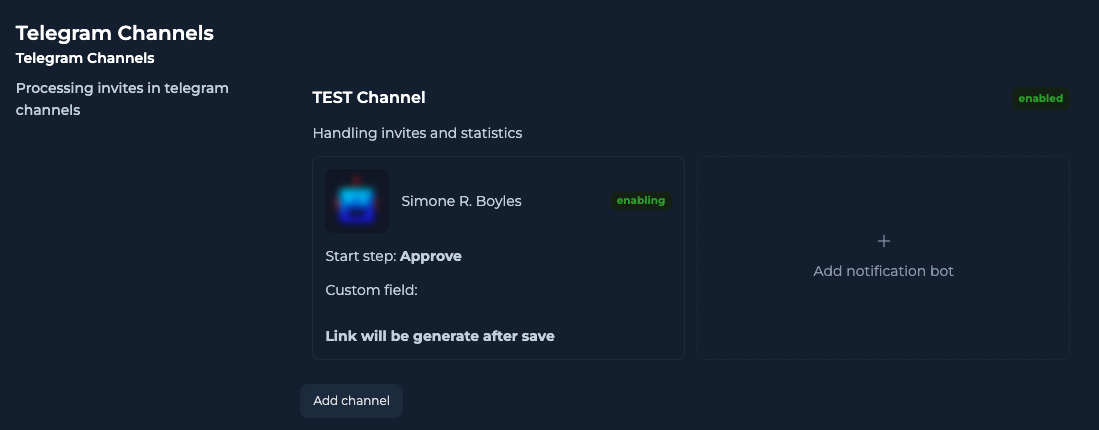 Telegram Channels
Telegram Channels
Processing invites in telegram
channels
TEST Channel
enabled
Handling invites and statistics
Simone R. Boyles
enabling
Start step: Approve
Custom field:
Link will be generate after save
+
Add notification bot
Add channel